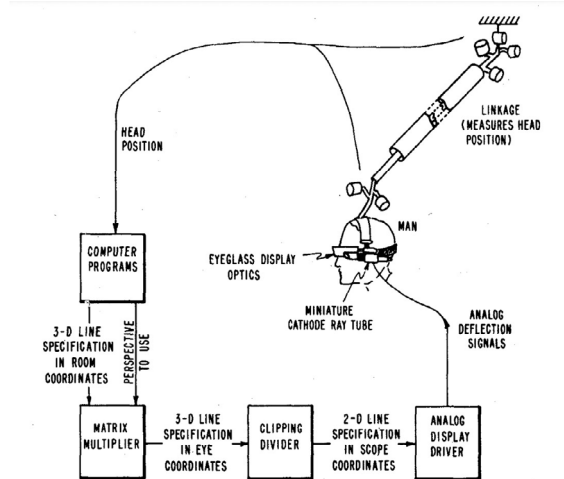 LINKAGE
(MEASURES HEAD
POSITION)
HEAD
POSITION
MAN
COMPUTER
PROGRAMS
EYEGLASS DISPLAY
OPTICS
MINIATURE
CATHODE RAY TUBE
ANALOG
DEFLECTION
SIGNALS
3-D LINE
SPECIFICATION
IN ROOM
COORDINATES
PERSPECTIVE
TO USE
MATRIX
MULTIPLIER
3-D LINE
SPECIFICATION
IN EYE
COORDINATES
CLIPPING
DIVIDER
2-D LINE
SPECIFICATION
IN SCOPE
COORDINATES
ANALOG
DISPLAY
DRIVER